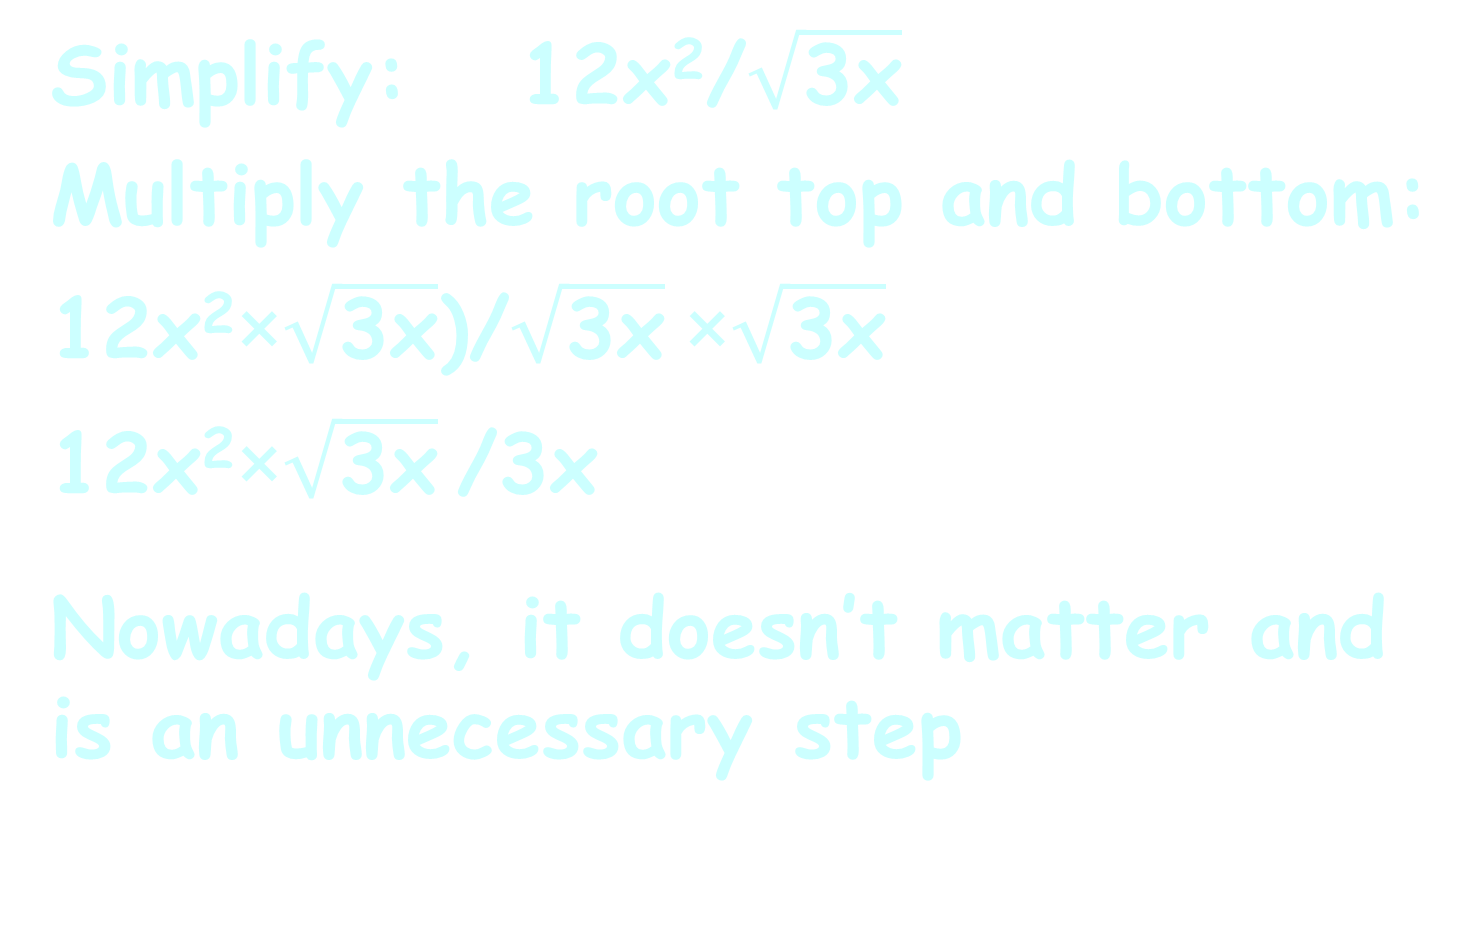 Simplify: 12x²/√3x
Multiply the root top and bottom:
12x²×√3x)/√3x ×√3x
12x²×√3x /3x
Nowadays, it doesn’t matter and
is an unnecessary step